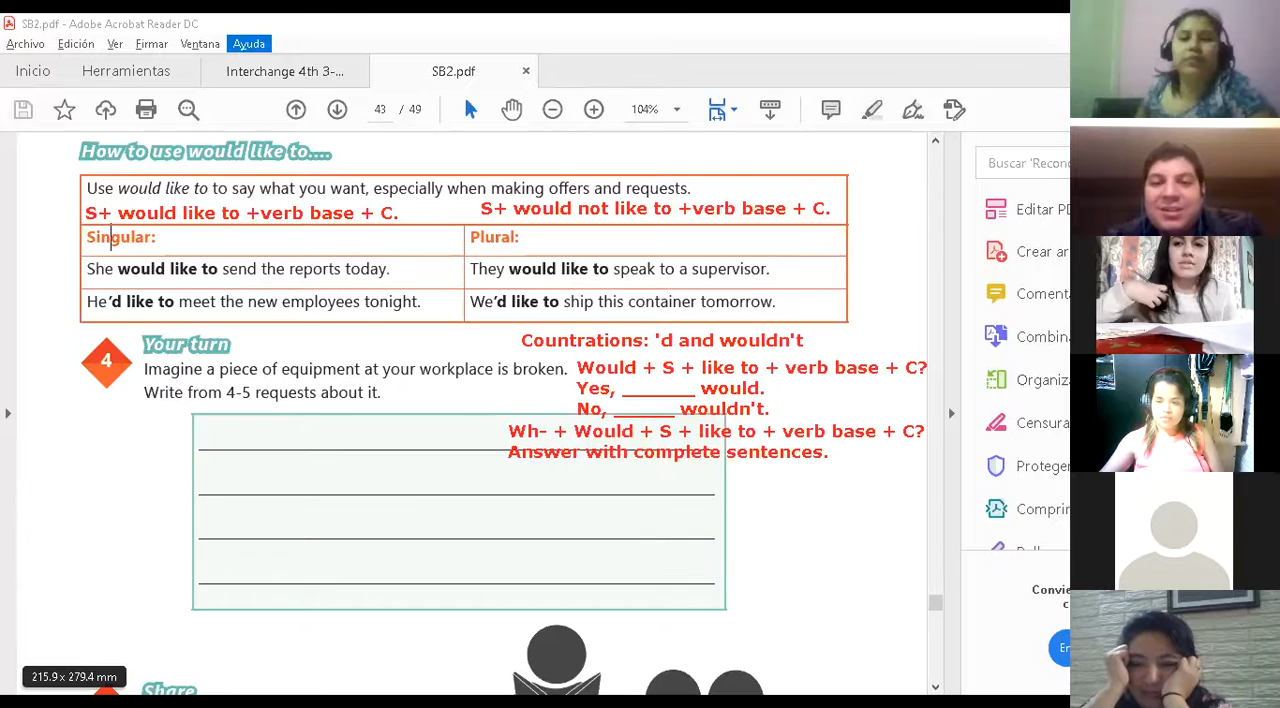 SB2.pdf - Adobe Acrobat Reader DC
Archivo Edición Ver Firmar Ventana Ayuda
Inicio Herramientas Interchange 4th 3-... SB2.pdf ×
43 / 49 104%
How to use would like to....
Use would like to to say what you want, especially when making offers and requests.
S+ would like to +verb base + C. S+ would not like to +verb base + C.
Singular: Plural:
She would like to send the reports today. They would like to speak to a supervisor.
He'd like to meet the new employees tonight. We'd like to ship this container tomorrow.
4 Your turn
Countrations: 'd and wouldn't
Imagine a piece of equipment at your workplace is broken.
Write from 4-5 requests about it.
Would + S + like to + verb base + C?
Yes, _______ would.
No, ______ wouldn't.
Wh- + Would + S + like to + verb base + C?
Answer with complete sentences.
Share
215.9 x 279.4 mm
Buscar 'Recon
Editar PD
Crear ar
Coment
Combin
Organiz
Censura
Proteger
Comprin
Convie
c
En